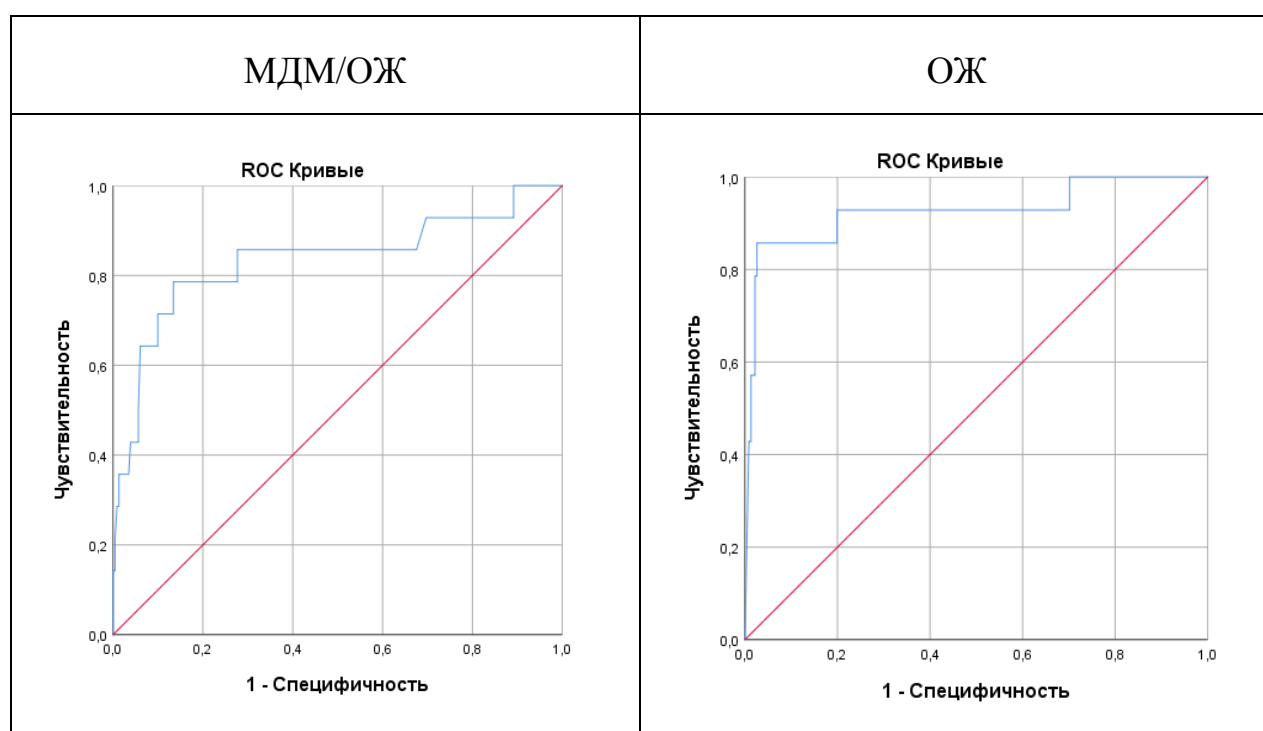 МДМ/ОЖ
ОЖ
ROC Кривые
1,0
0,8
0,6
0,4
0,2
0,0
Чувствительность
0,0 0,2 0,4 0,6 0,8 1,0
1 - Специфичность
ROC Кривые
1,0
0,8
0,6
0,4
0,2
0,0
Чувствительность
0,0 0,2 0,4 0,6 0,8 1,0
1 - Специфичность